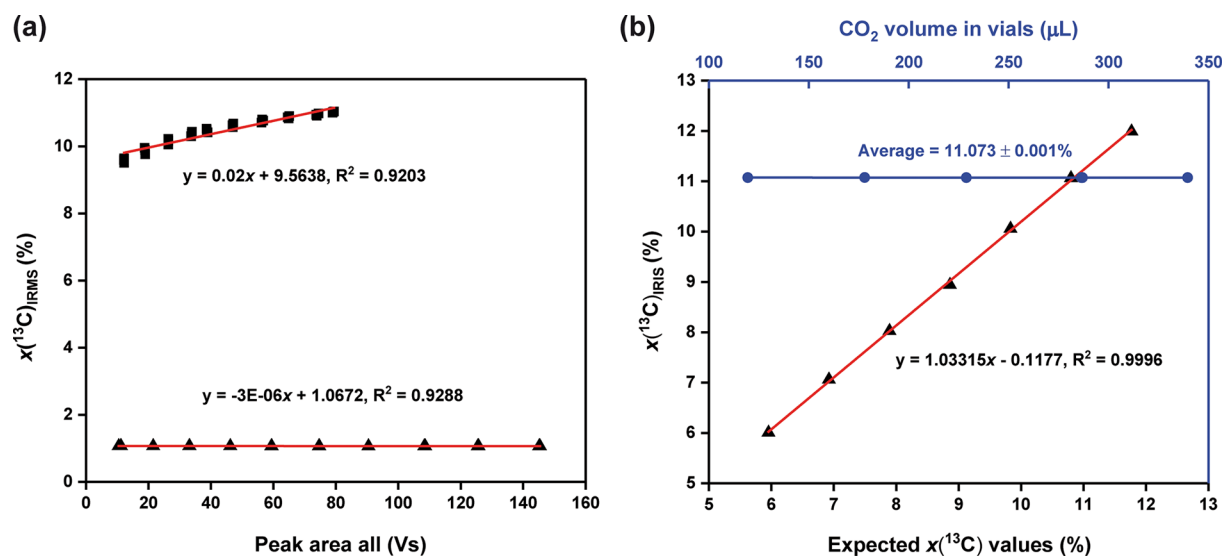 (a)
12
10
8
6
4
2
0
x(¹³C)IRMS (%)
y = 0.02x + 9.5638, R² = 0.9203
y = -3E-06x + 1.0672, R² = 0.9288
0 20 40 60 80 100 120 140 160
Peak area all (Vs)
(b)
CO₂ volume in vials (μL)
100 150 200 250 300 350
13
12
11
10
9
8
7
6
5
x(¹³C)IRIS (%)
Average = 11.073 ± 0.001%
y = 1.03315x - 0.1177, R² = 0.9996
5 6 7 8 9 10 11 12 13
Expected x(¹³C) values (%)